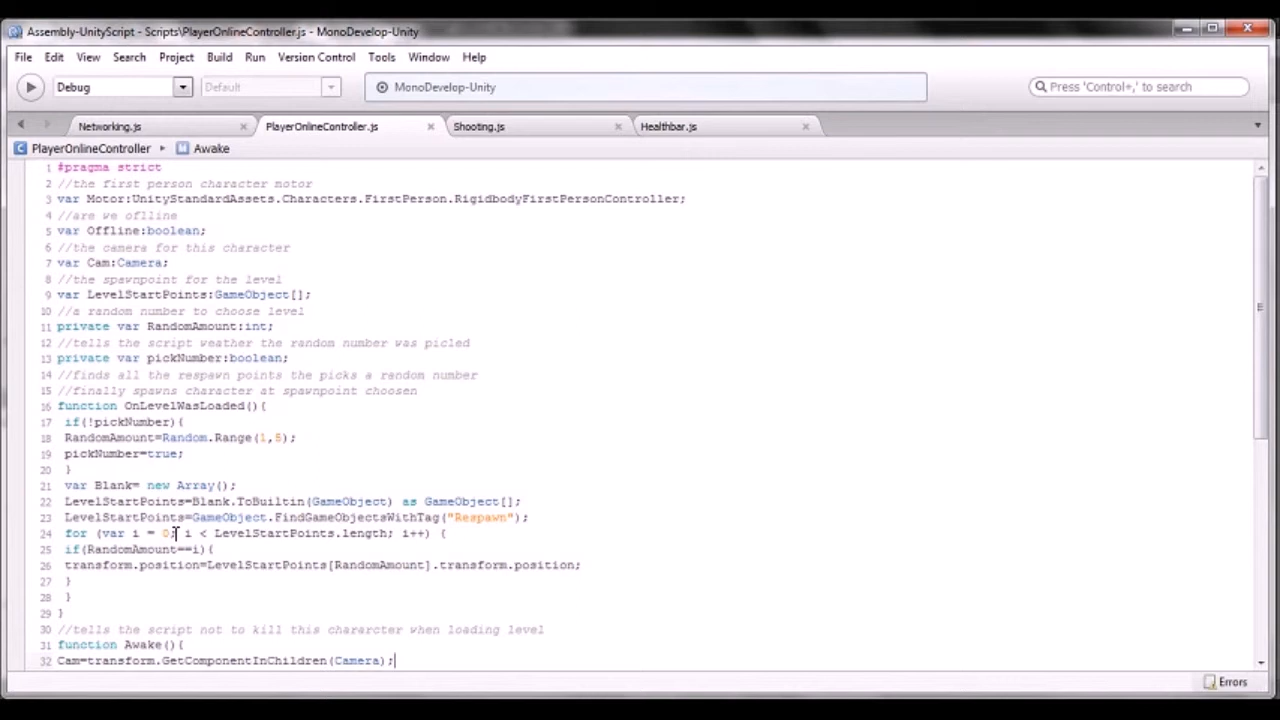 Assembly-UnityScript - Scripts\PlayerOnlineController.js - MonoDevelop-Unity
File Edit View Search Project Build Run Version Control Tools Window Help
Debug Default MonoDevelop-Unity Press 'Control+,' to search
Networking.js PlayerOnlineController.js Shooting.js Healthbar.js
PlayerOnlineController Awake
1 #pragma strict
2 //the first person character motor
3 var Motor:UnityStandardAssets.Characters.FirstPerson.RigidbodyFirstPersonController;
4 //are we oflline
5 var Offline:boolean;
6 //the camera for this character
7 var Cam:Camera;
8 //the spawnpoint for the level
9 var LevelStartPoints:GameObject[];
10 //a random number to choose level
11 private var RandomAmount:int;
12 //tells the script weather the random number was picled
13 private var pickNumber:boolean;
14 //finds all the respawn points the picks a random number
15 //finally spawns character at spawnpoint choosen
16 function OnLevelWasLoaded(){
17 if(!pickNumber){
18 RandomAmount=Random.Range(1,5);
19 pickNumber=true;
20 }
21 var Blank= new Array();
22 LevelStartPoints=Blank.ToBuiltin(GameObject) as GameObject[];
23 LevelStartPoints=GameObject.FindGameObjectsWithTag("Respawn");
24 for (var i = 0; i < LevelStartPoints.length; i++) {
25 if(RandomAmount==i){
26 transform.position=LevelStartPoints[RandomAmount].transform.position;
27 }
28 }
29 }
30 //tells the script not to kill this chararcter when loading level
31 function Awake(){
32 Cam=transform.GetComponentInChildren(Camera);
Errors